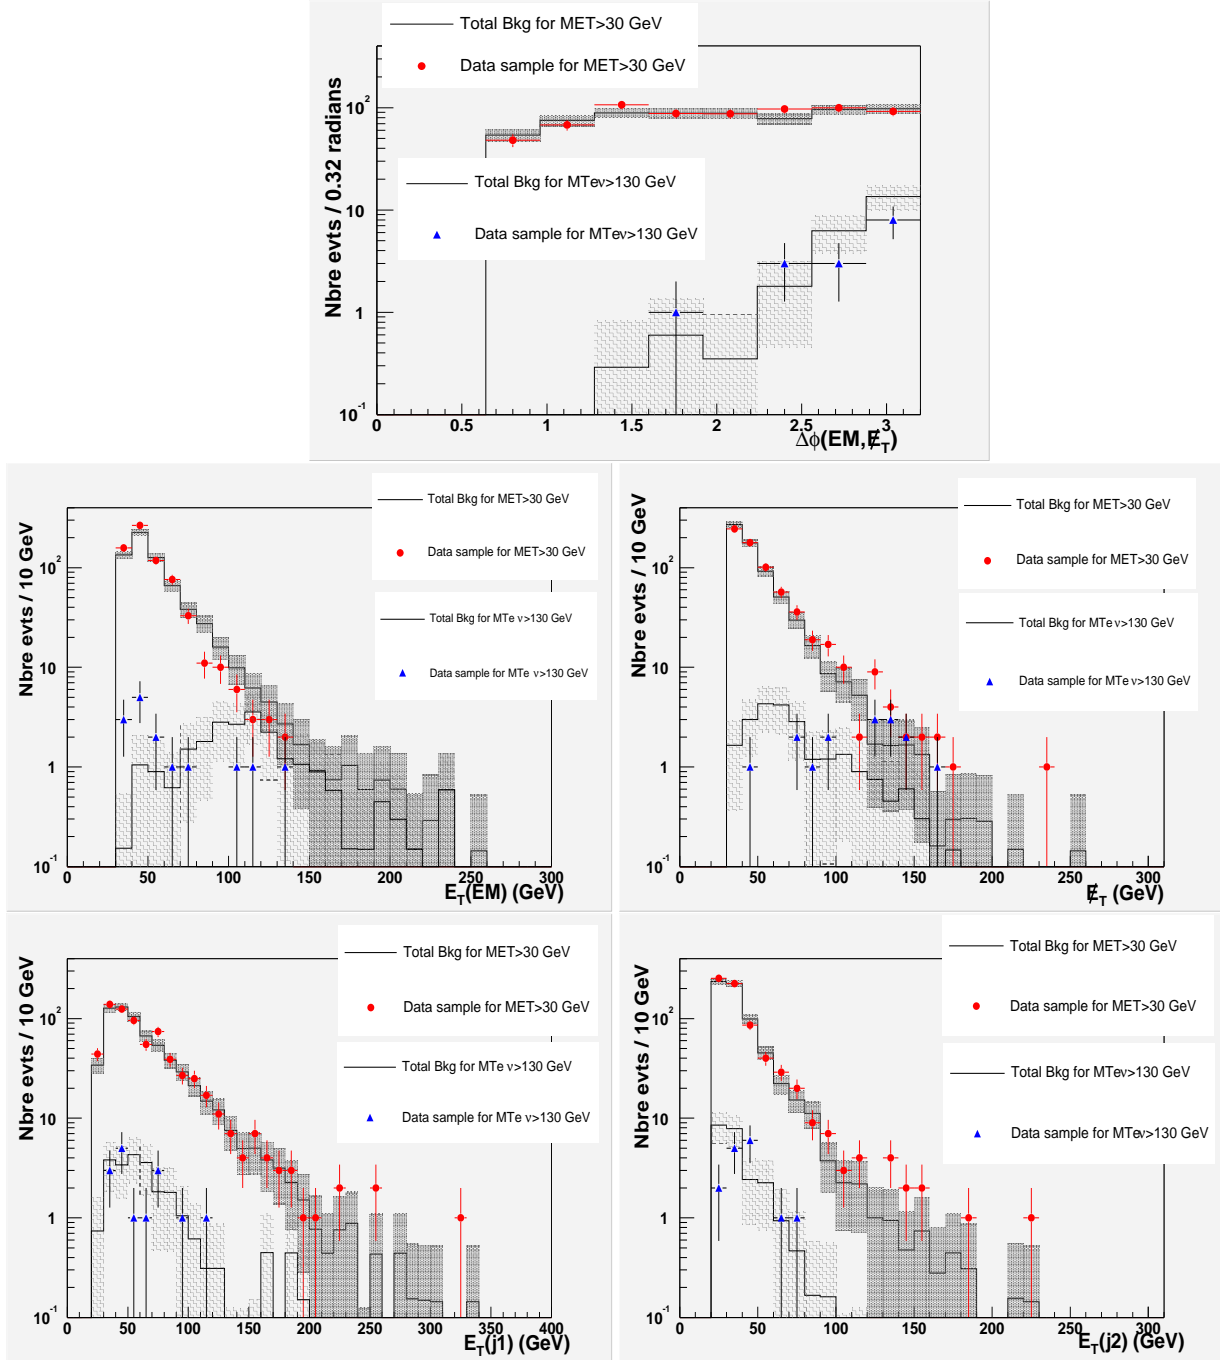 Total Bkg for MET>30 GeV
Data sample for MET>30 GeV
Nbre evts / 0.32 radians
10²
10
1
10⁻¹
Total Bkg for MTeν>130 GeV
Data sample for MTeν>130 GeV
0 0.5 1 1.5 2 2.5 3
Δϕ(EM,E̸_T)
Total Bkg for MET>30 GeV
Data sample for MET>30 GeV
Total Bkg for MTe ν>130 GeV
Data sample for MTe ν>130 GeV
Nbre evts / 10 GeV
10²
10
1
10⁻¹
0 50 100 150 200 250 300
E_T(EM) (GeV)
Total Bkg for MET>30 GeV
Data sample for MET>30 GeV
Total Bkg for MTe ν>130 GeV
Data sample for MTe ν>130 GeV
Nbre evts / 10 GeV
10²
10
1
10⁻¹
0 50 100 150 200 250 300
E̸_T (GeV)
Total Bkg for MET>30 GeV
Data sample for MET>30 GeV
Total Bkg for MTe ν>130 GeV
Data sample for MTe ν>130 GeV
Nbre evts / 10 GeV
10²
10
1
10⁻¹
0 50 100 150 200 250 300 350 400
E_T(j1) (GeV)
Total Bkg for MET>30 GeV
Data sample for MET>30 GeV
Total Bkg for MTeν>130 GeV
Data sample for MTeν>130 GeV
Nbre evts / 10 GeV
10²
10
1
10⁻¹
0 50 100 150 200 250 300
E_T(j2) (GeV)